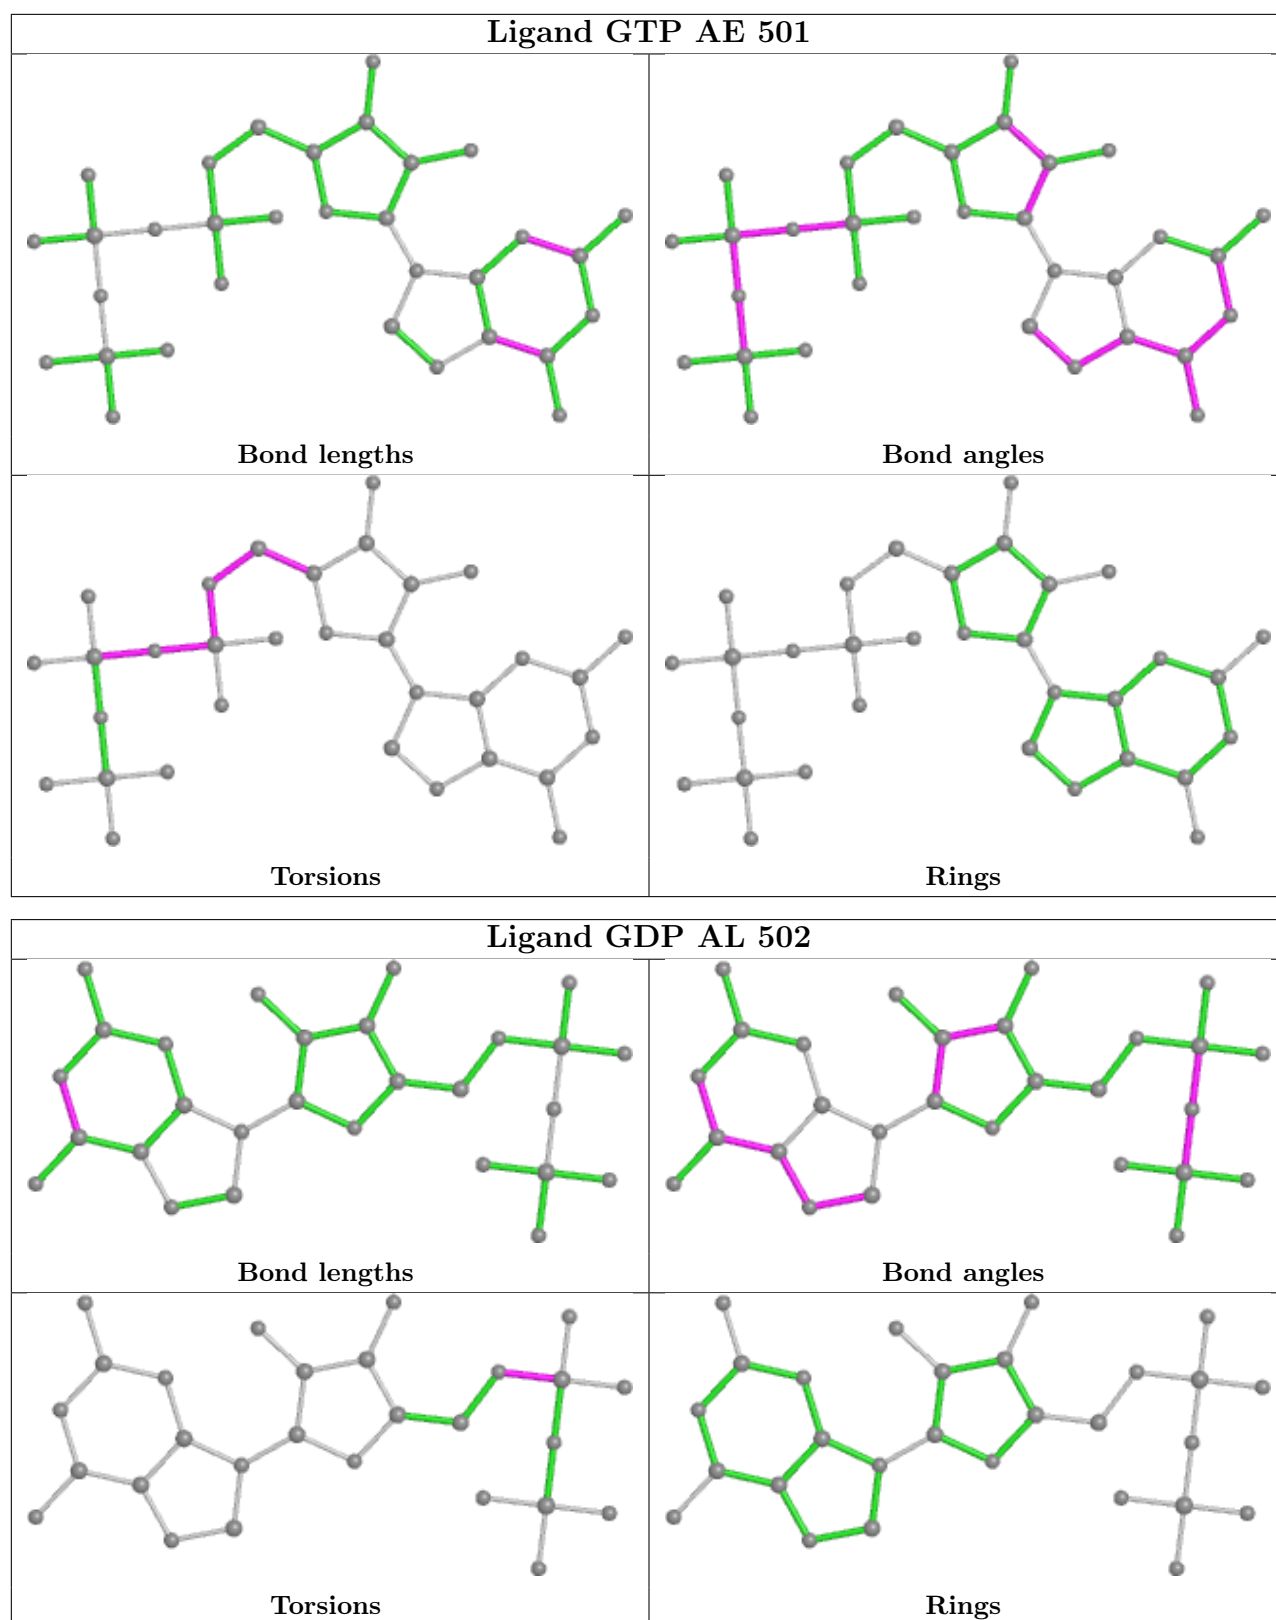 Ligand GTP AE 501
Bond lengths
Bond angles
Torsions
Rings
Ligand GDP AL 502
Bond lengths
Bond angles
Torsions
Rings